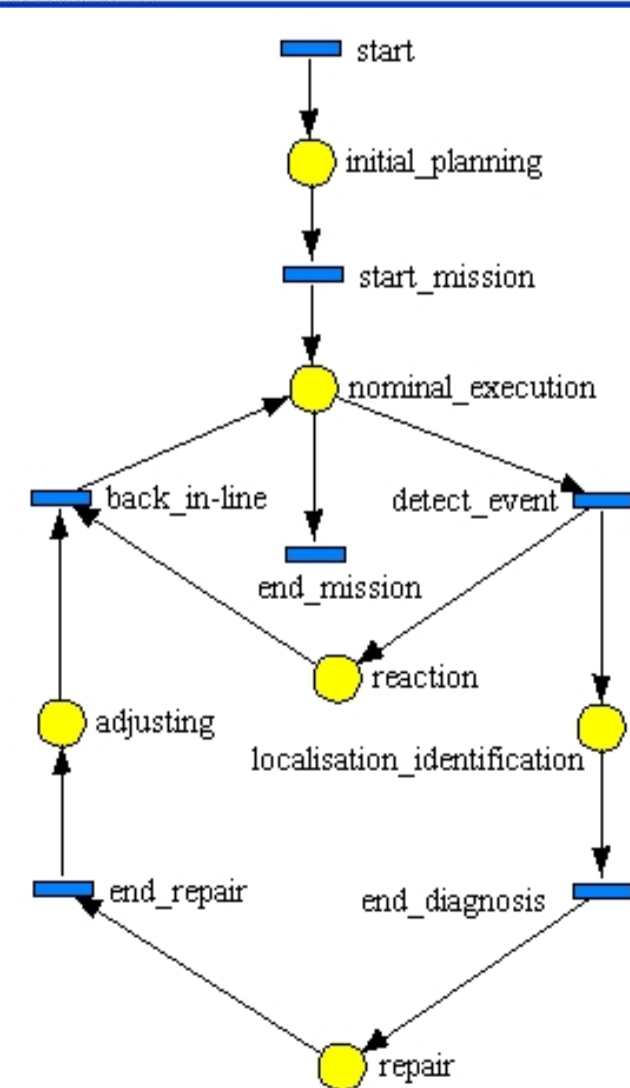 start
initial_planning
start_mission
nominal_execution
back_in-line
detect_event
end_mission
reaction
adjusting
localisation_identification
end_repair
end_diagnosis
repair